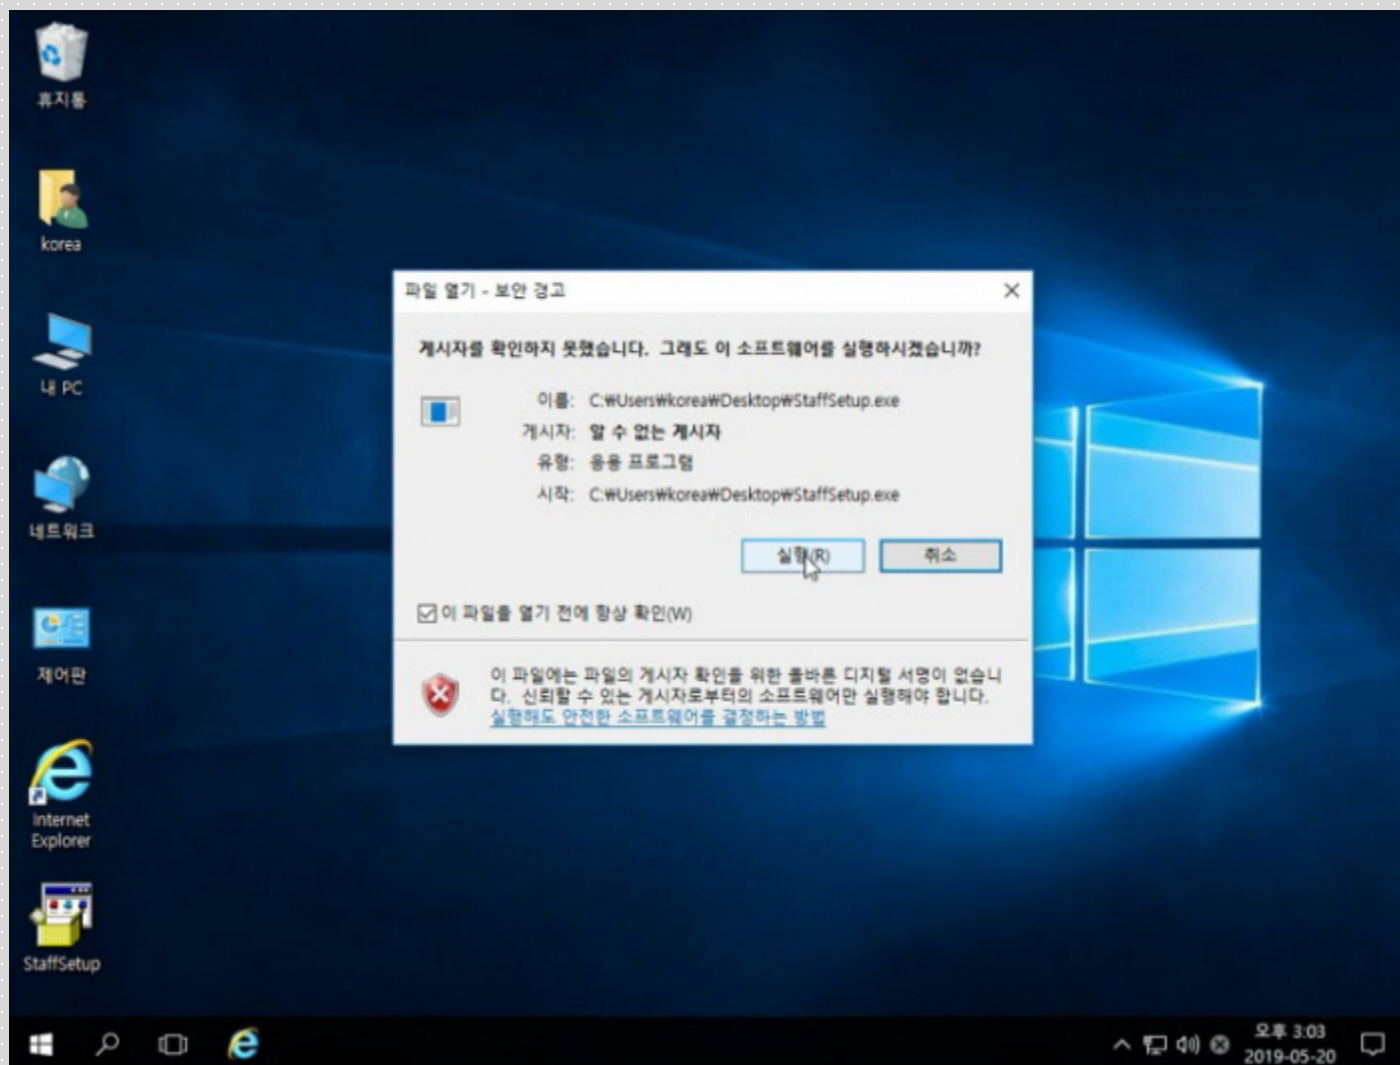 휴지통
korea
내 PC
네트워크
제어판
Internet
Explorer
StaffSetup
파일 열기 - 보안 경고
게시자를 확인하지 못했습니다. 그래도 이 소프트웨어를 실행하시겠습니까?
이름: C:₩Users₩korea₩Desktop₩StaffSetup.exe
게시자: 알 수 없는 게시자
유형: 응용 프로그램
시작: C:₩Users₩korea₩Desktop₩StaffSetup.exe
실행(R) 취소
이 파일을 열기 전에 항상 확인(W)
이 파일에는 파일의 게시자 확인을 위한 올바른 디지털 서명이 없습니
다. 신뢰할 수 있는 게시자로부터의 소프트웨어만 실행해야 합니다.
실행해도 안전한 소프트웨어를 결정하는 방법
오후 3:03
2019-05-20